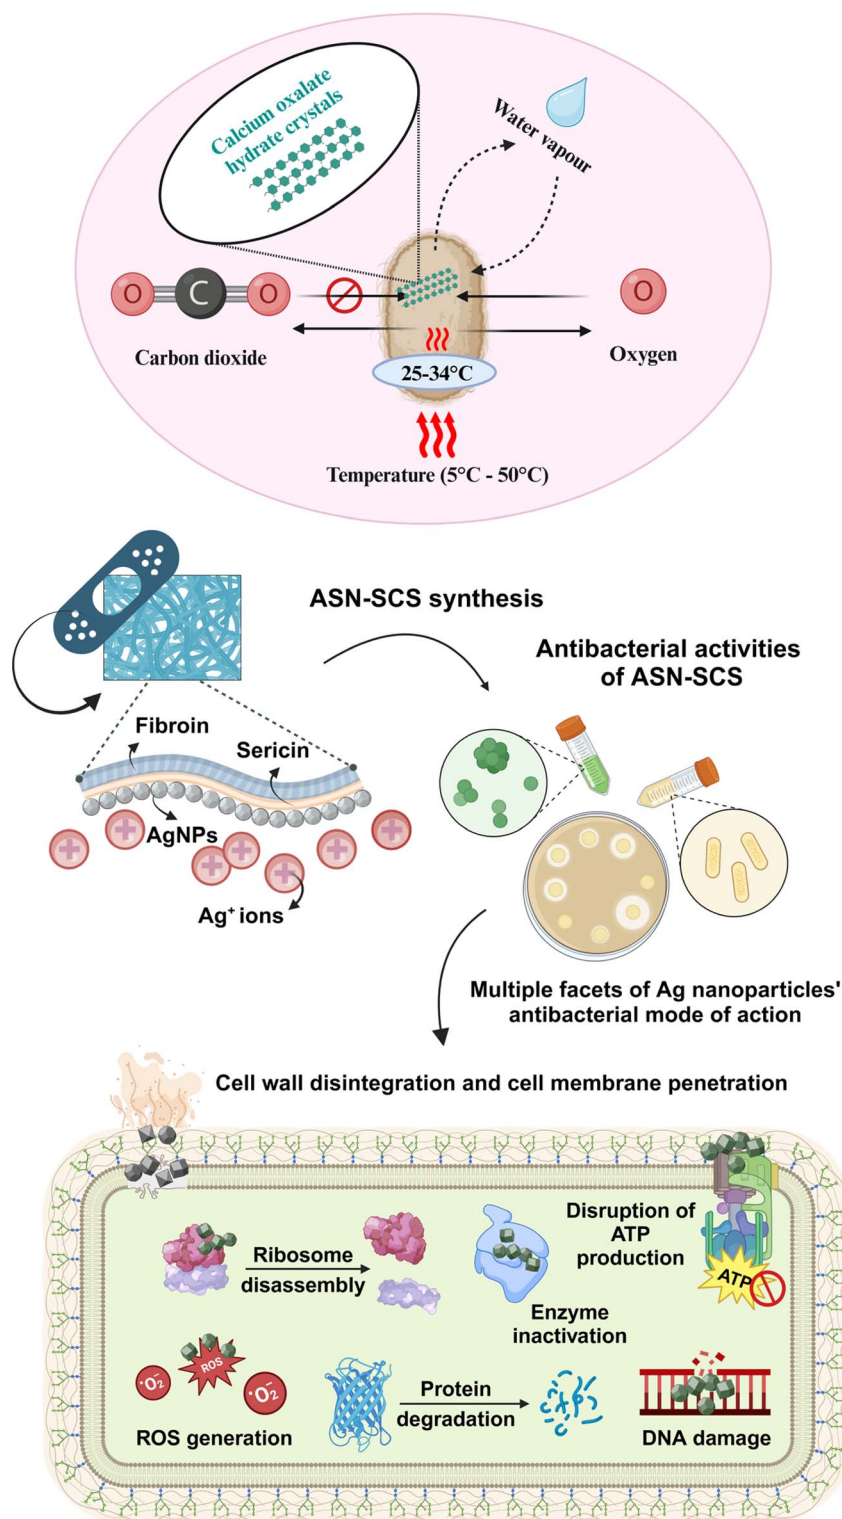 Calcium oxalate
hydrate crystals
Water vapour
O
C
O
O
Carbon dioxide
Oxygen
25-34°C
Temperature (5°C - 50°C)
ASN-SCS synthesis
Antibacterial activities
of ASN-SCS
Fibroin
Sericin
AgNPs
Ag⁺ ions
Multiple facets of Ag nanoparticles'
antibacterial mode of action
Cell wall disintegration and cell membrane penetration
Ribosome
disassembly
Disruption of
ATP
production
ATP
Enzyme
inactivation
·O₂⁻
ROS
·O₂⁻
ROS generation
Protein
degradation
DNA damage